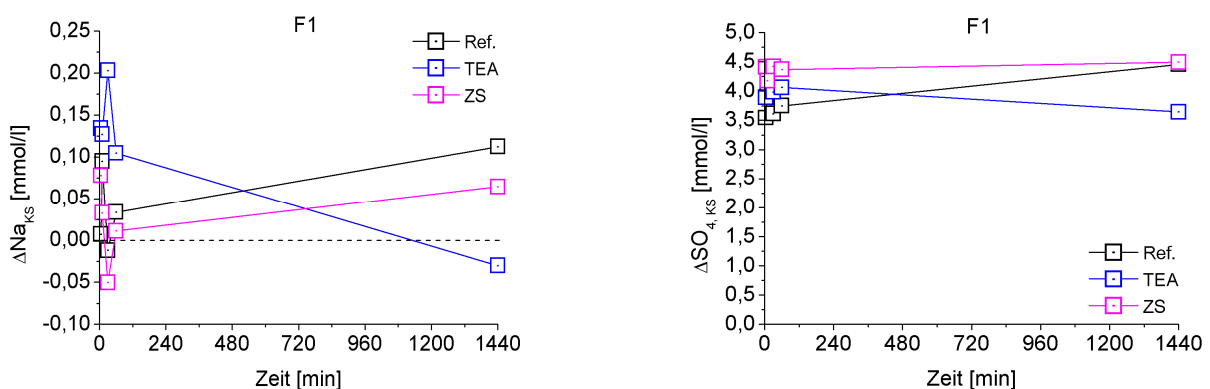 F1
0,25
0,20
0,15
0,10
0,05
0,00
-0,05
-0,10
ΔNaKS [mmol/l]
Ref.
TEA
ZS
0 240 480 720 960 1200 1440
Zeit [min]
F1
5,0
4,5
4,0
3,5
3,0
2,5
2,0
1,5
1,0
0,5
0,0
ΔSO4, KS [mmol/l]
Ref.
TEA
ZS
0 240 480 720 960 1200 1440
Zeit [min]